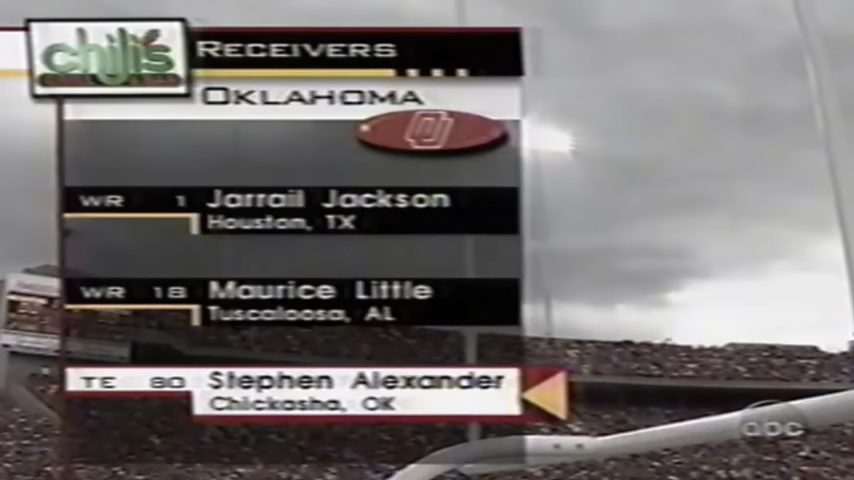 chili's
RECEIVERS
OKLAHOMA
OU
WR 1 Jarrail Jackson
Houston, TX
WR 18 Maurice Little
Tuscaloosa, AL
TE 80 Stephen Alexander
Chickasha, OK
abc